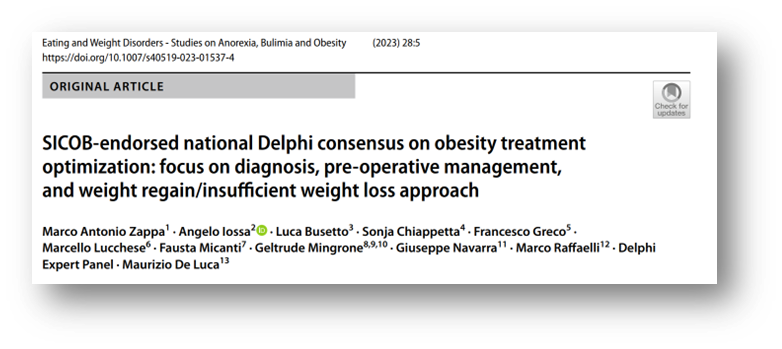 Eating and Weight Disorders - Studies on Anorexia, Bulimia and Obesity (2023) 28:5
https://doi.org/10.1007/s40519-023-01537-4
ORIGINAL ARTICLE
Check for
updates
SICOB-endorsed national Delphi consensus on obesity treatment
optimization: focus on diagnosis, pre-operative management,
and weight regain/insufficient weight loss approach
Marco Antonio Zappa1 · Angelo Iossa2 iD · Luca Busetto3 · Sonja Chiappetta4 · Francesco Greco5 ·
Marcello Lucchese6 · Fausta Micanti7 · Geltrude Mingrone8,9,10 · Giuseppe Navarra11 · Marco Raffaelli12 · Delphi
Expert Panel · Maurizio De Luca13